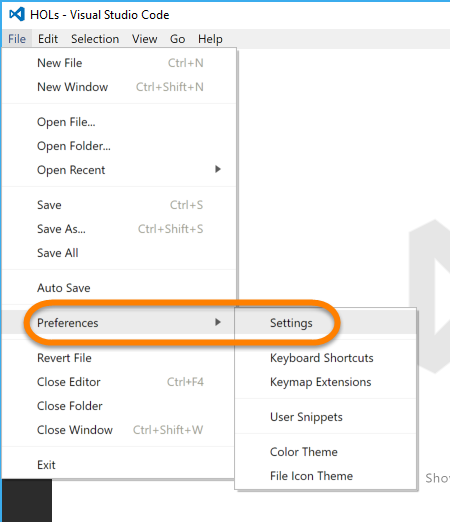 HOLs - Visual Studio Code
File Edit Selection View Go Help
New File Ctrl+N
New Window Ctrl+Shift+N
Open File...
Open Folder...
Open Recent
Save Ctrl+S
Save As... Ctrl+Shift+S
Save All
Auto Save
Preferences
Settings
Revert File
Keyboard Shortcuts
Close Editor Ctrl+F4
Keymap Extensions
Close Folder
User Snippets
Close Window Ctrl+Shift+W
Color Theme
Exit
File Icon Theme
Sho